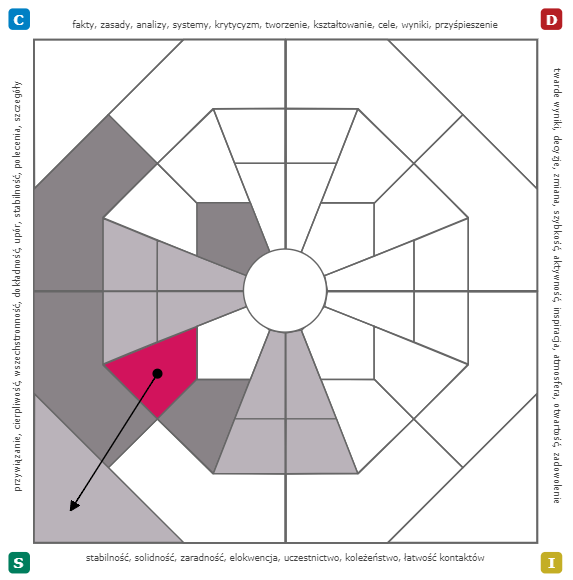 C
fakty, zasady, analizy, systemy, krytycyzm, tworzenie, kształtowanie, cele, wyniki, przyśpieszenie
D
przywiązanie, cierpliwość, wszechstronność, dokładność, upór, stabilność, polecenia, szczegóły
twarde wyniki, decyzje, zmiana, szybkość, aktywność, inspiracja, atmosfera, otwartość, zadowolenie
S
stabilność, solidność, zaradność, elokwencja, uczestnictwo, koleżeństwo, łatwość kontaktów
I